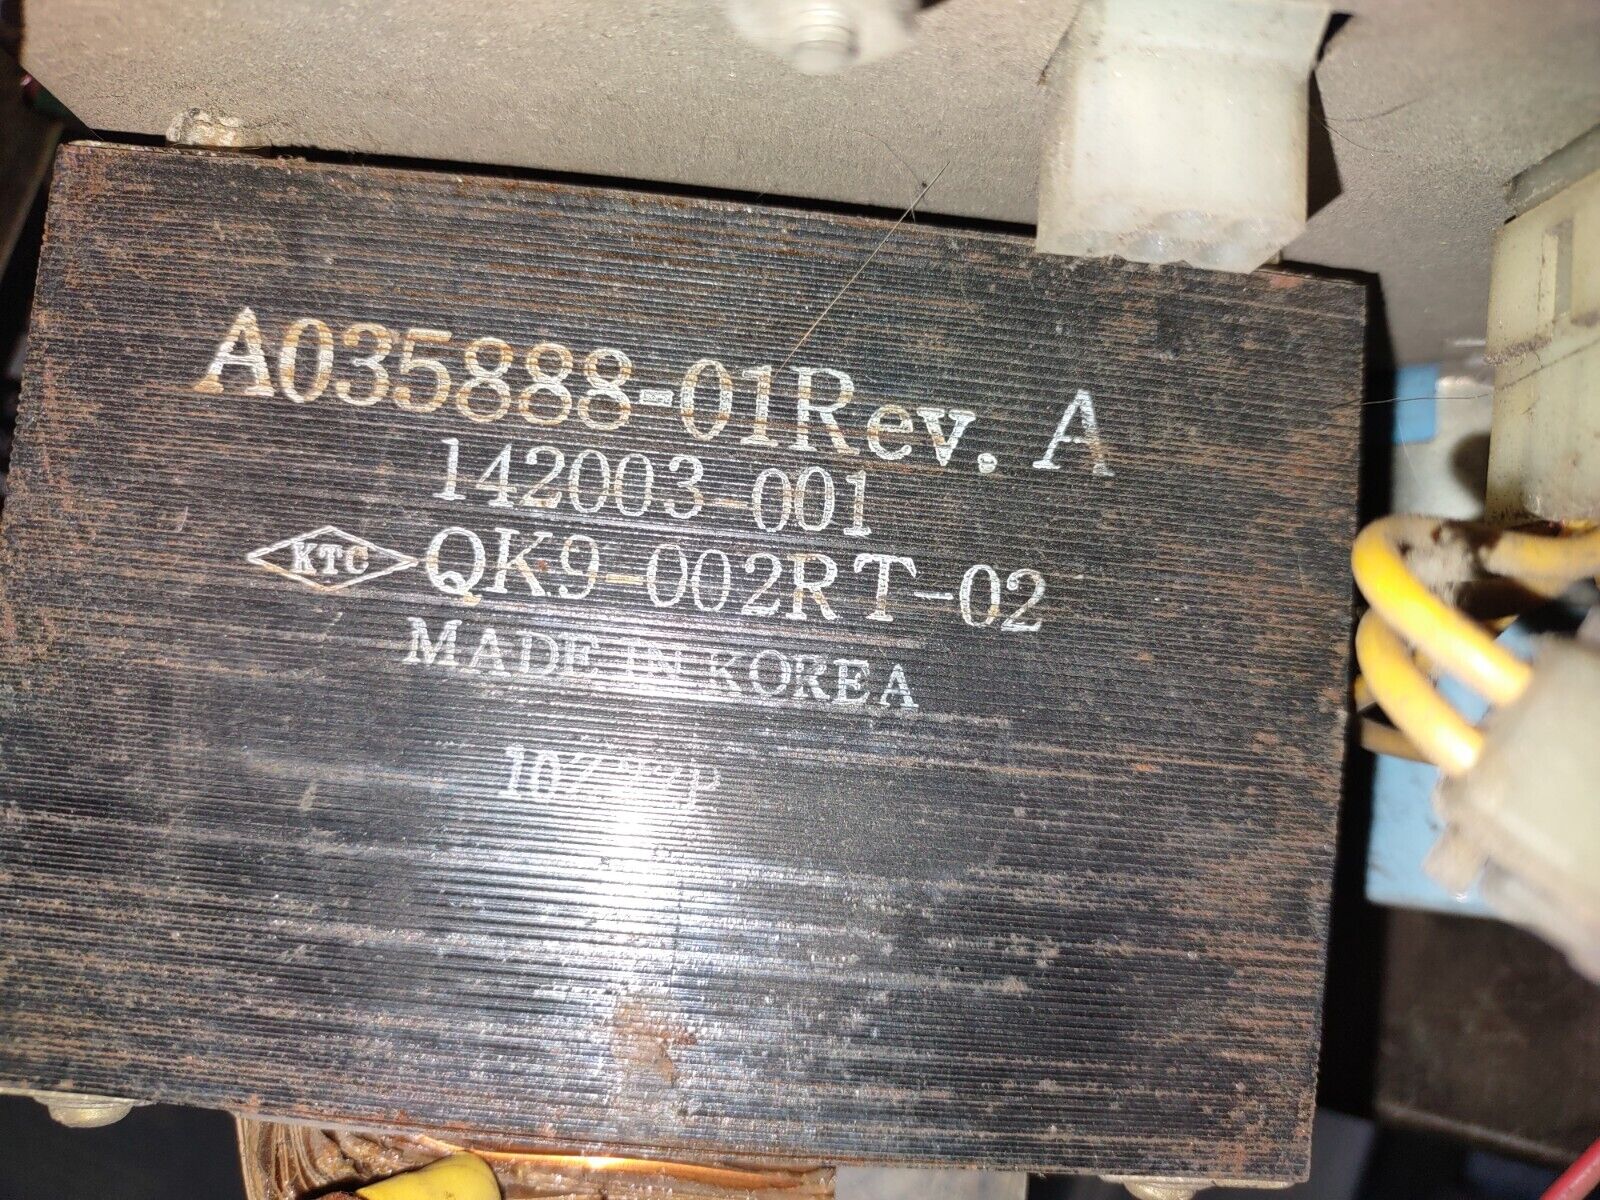 A035888-01Rev. A
142003-001
KTC QK9-002RT-02
MADE IN KOREA